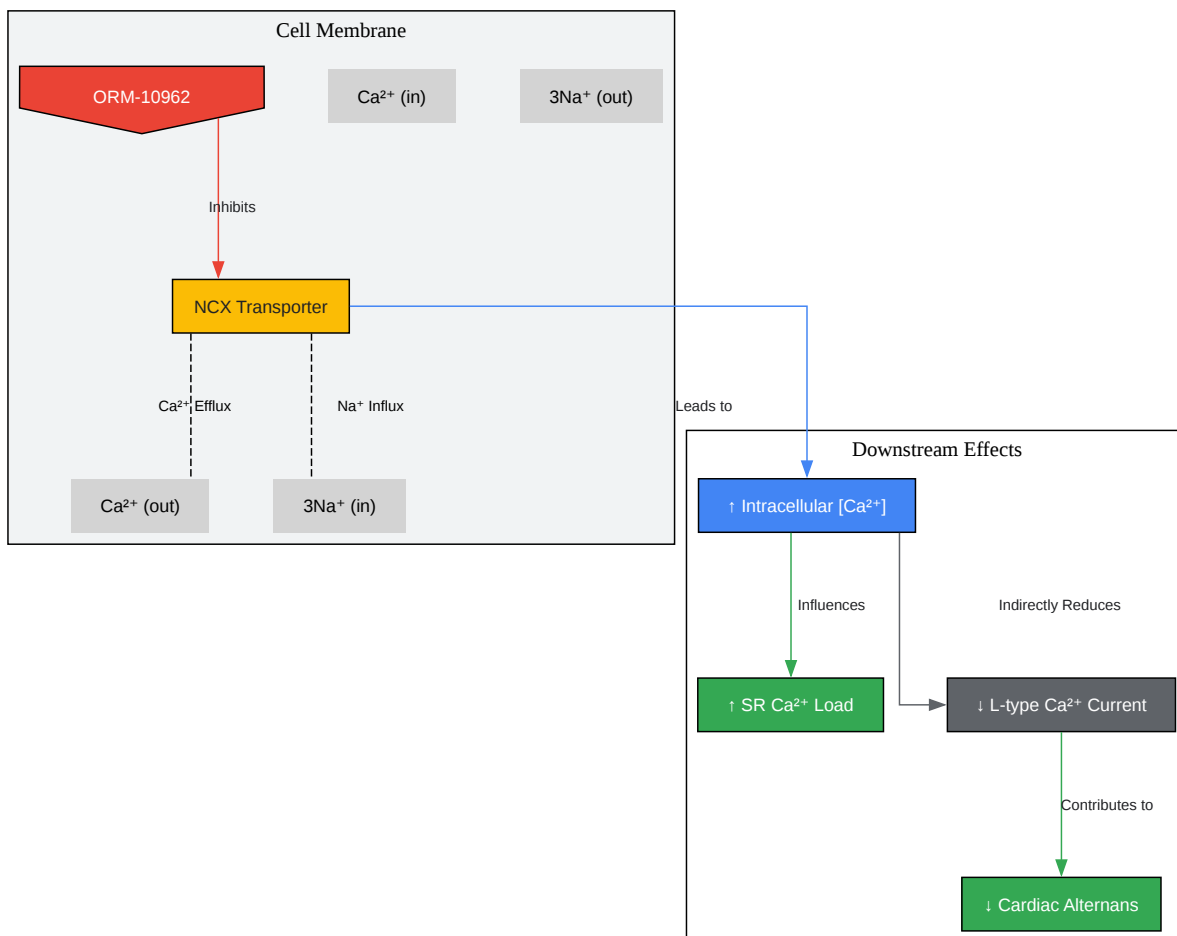 Cell Membrane
ORM-10962
Ca²⁺ (in)
3Na⁺ (out)
Inhibits
NCX Transporter
Ca²⁺ Efflux
Na⁺ Influx
Leads to
Downstream Effects
Ca²⁺ (out)
3Na⁺ (in)
↑ Intracellular [Ca²⁺]
Influences
Indirectly Reduces
↑ SR Ca²⁺ Load
↓ L-type Ca²⁺ Current
Contributes to
↓ Cardiac Alternans